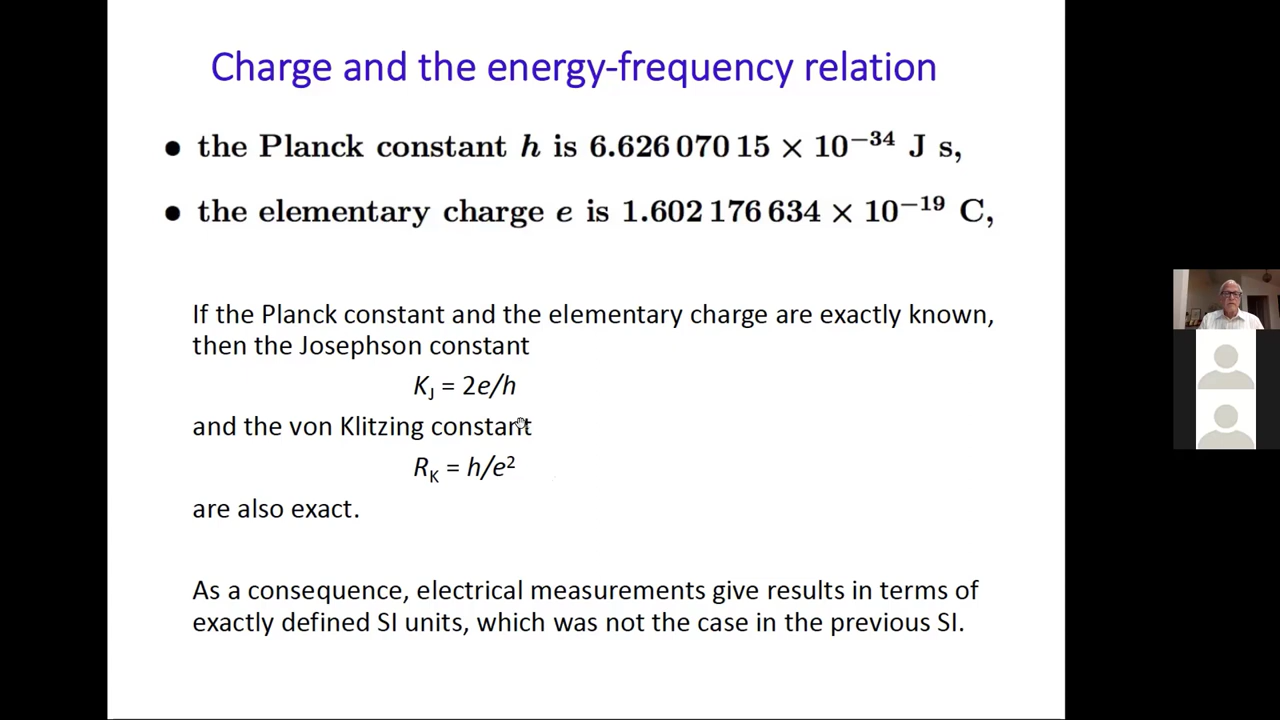 Charge and the energy-frequency relation
• the Planck constant h is 6.626 070 15 × 10⁻³⁴ J s,
• the elementary charge e is 1.602 176 634 × 10⁻¹⁹ C,
If the Planck constant and the elementary charge are exactly known,
then the Josephson constant
K_J = 2e/h
and the von Klitzing constant
R_K = h/e²
are also exact.
As a consequence, electrical measurements give results in terms of
exactly defined SI units, which was not the case in the previous SI.